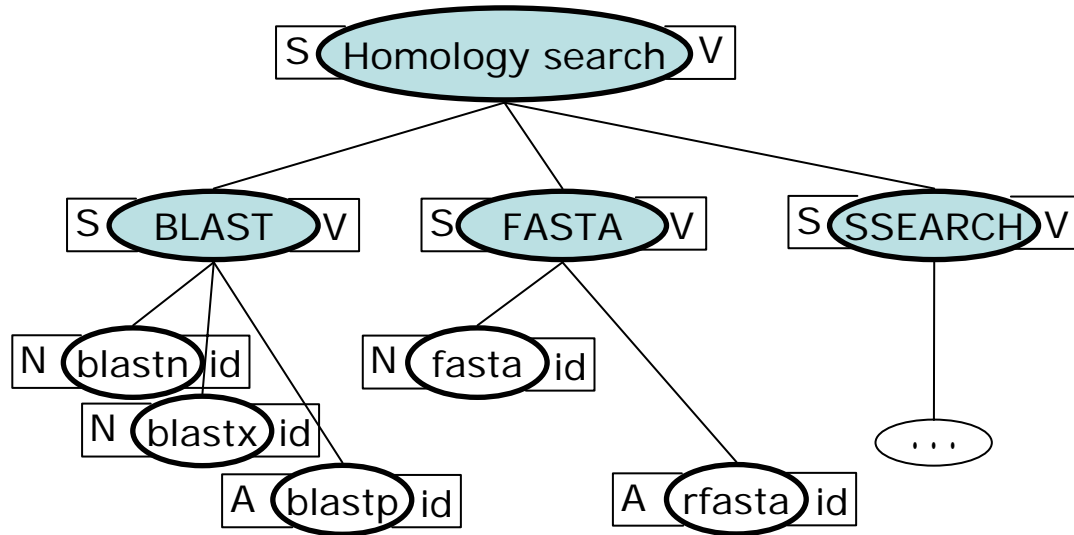 S Homology search V
S BLAST V S FASTA V S SSEARCH V
N blastn id N fasta id
N blastx id
...
A blastp id A rfasta id